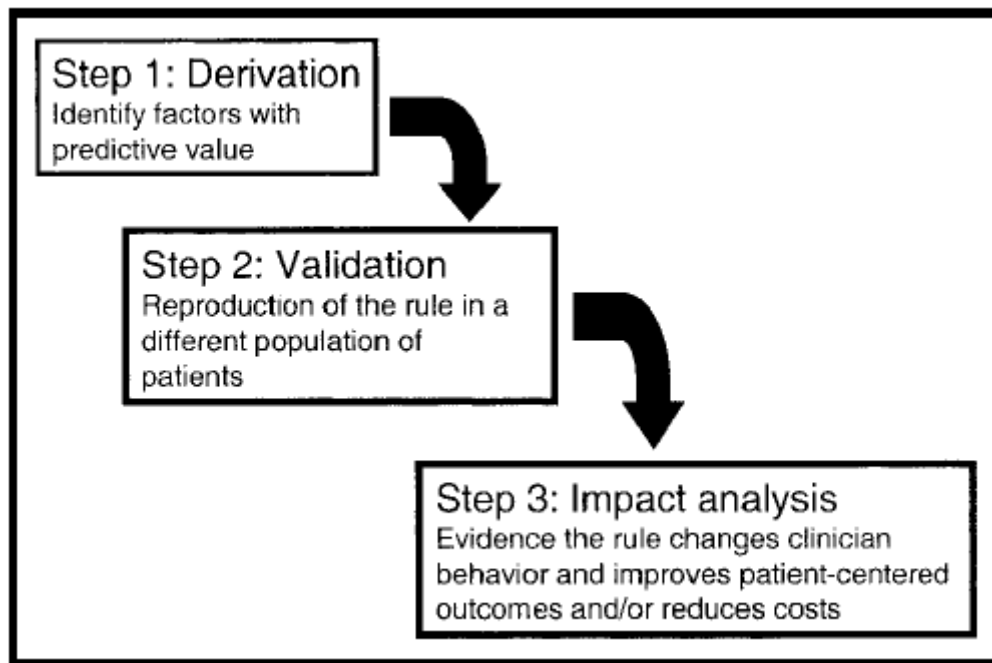 Step 1: Derivation
Identify factors with
predictive value
Step 2: Validation
Reproduction of the rule in a
different population of
patients
Step 3: Impact analysis
Evidence the rule changes clinician
behavior and improves patient-centered
outcomes and/or reduces costs